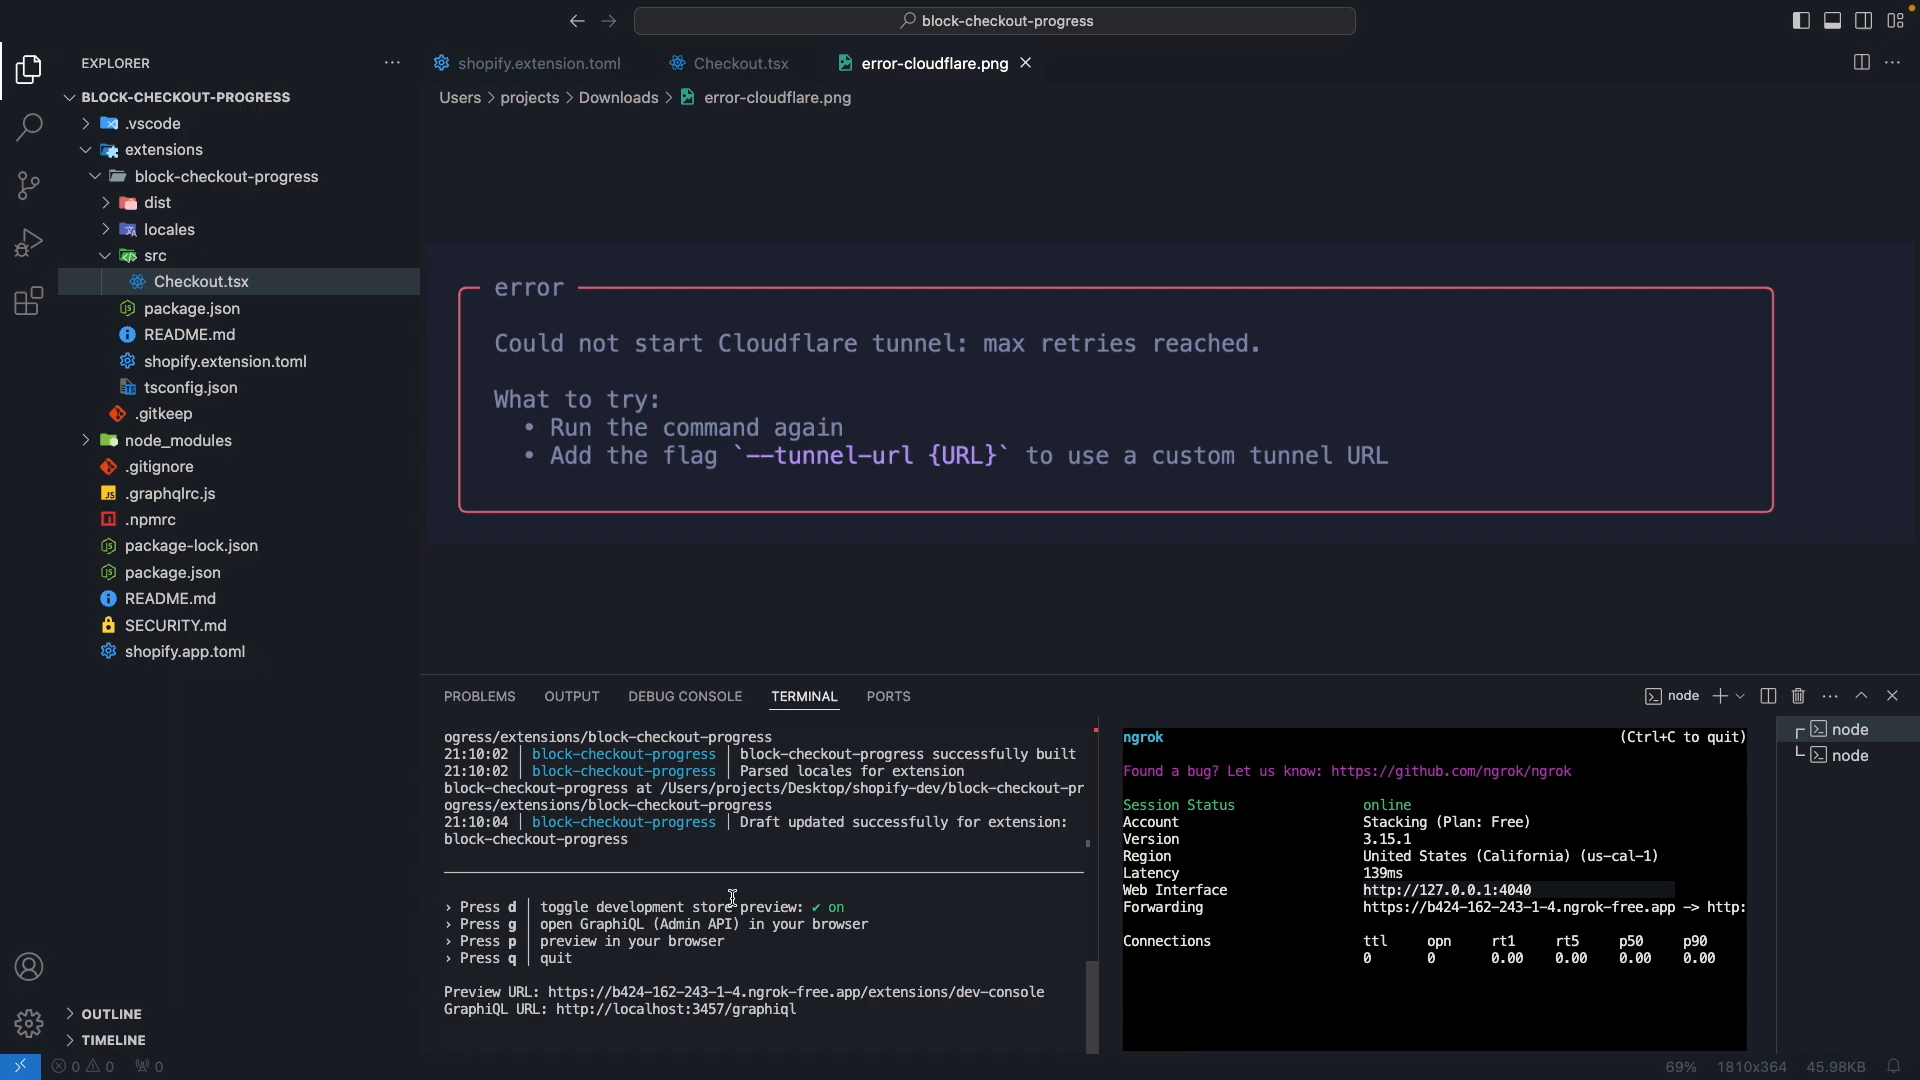 block-checkout-progress
EXPLORER
BLOCK-CHECKOUT-PROGRESS
.vscode
extensions
block-checkout-progress
dist
locales
src
Checkout.tsx
package.json
README.md
shopify.extension.toml
tsconfig.json
.gitkeep
node_modules
.gitignore
.graphqlrc.js
.npmrc
package-lock.json
package.json
README.md
SECURITY.md
shopify.app.toml
OUTLINE
TIMELINE
shopify.extension.toml
Checkout.tsx
error-cloudflare.png
Users > projects > Downloads > error-cloudflare.png
error
Could not start Cloudflare tunnel: max retries reached.
What to try:
• Run the command again
• Add the flag `--tunnel-url {URL}` to use a custom tunnel URL
PROBLEMS OUTPUT DEBUG CONSOLE TERMINAL PORTS
node
ogress/extensions/block-checkout-progress
21:10:02 │ block-checkout-progress │ block-checkout-progress successfully built
21:10:02 │ block-checkout-progress │ Parsed locales for extension
block-checkout-progress at /Users/projects/Desktop/shopify-dev/block-checkout-pr
ogress/extensions/block-checkout-progress
21:10:04 │ block-checkout-progress │ Draft updated successfully for extension:
block-checkout-progress
› Press d │ toggle development store preview: ✔ on
› Press g │ open GraphiQL (Admin API) in your browser
› Press p │ preview in your browser
› Press q │ quit
Preview URL: https://b424-162-243-1-4.ngrok-free.app/extensions/dev-console
GraphiQL URL: http://localhost:3457/graphiql
ngrok (Ctrl+C to quit)
Found a bug? Let us know: https://github.com/ngrok/ngrok
Session Status online
Account Stacking (Plan: Free)
Version 3.15.1
Region United States (California) (us-cal-1)
Latency 139ms
Web Interface http://127.0.0.1:4040
Forwarding https://b424-162-243-1-4.ngrok-free.app -> http:
Connections ttl opn rt1 rt5 p50 p90
0 0 0.00 0.00 0.00 0.00
node
node
0 0 0
69% 1810x364 45.98KB